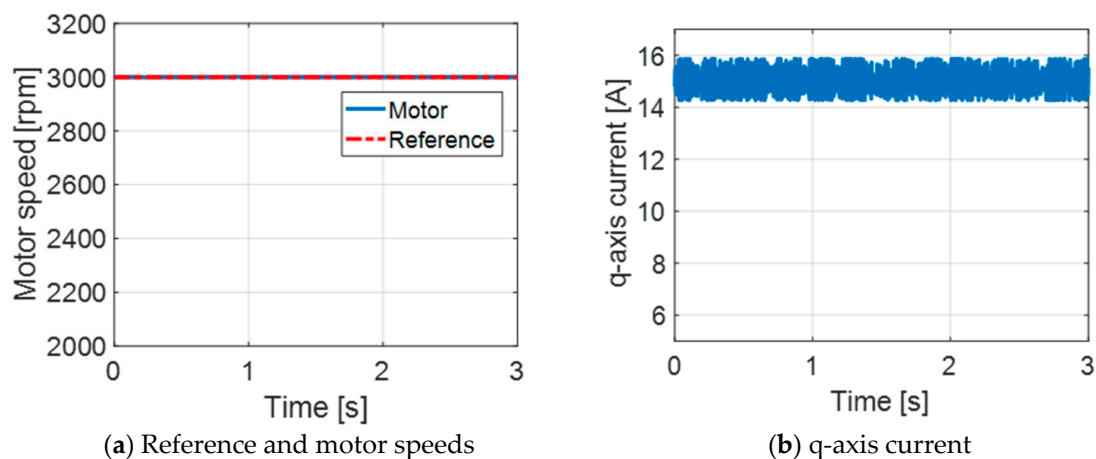 3200
3000
2800
2600
2400
2200
2000
Motor speed [rpm]
Motor
Reference
0
1
2
3
Time [s]
(a) Reference and motor speeds
16
14
12
10
8
6
q-axis current [A]
0
1
2
3
Time [s]
(b) q-axis current